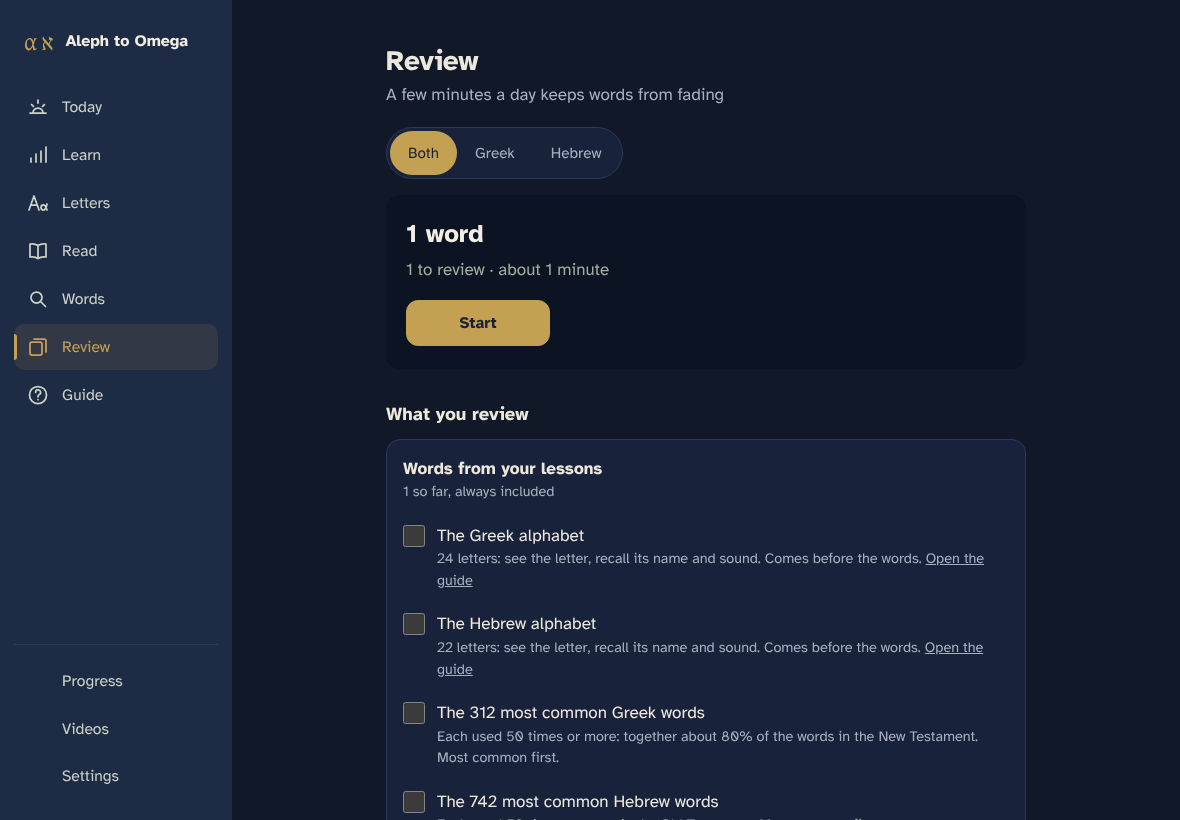 α א Aleph to Omega
Today
Learn
Aα Letters
Read
Words
Review
Guide
Progress
Videos
Settings
Review
A few minutes a day keeps words from fading
Both Greek Hebrew
1 word
1 to review · about 1 minute
Start
What you review
Words from your lessons
1 so far, always included
The Greek alphabet
24 letters: see the letter, recall its name and sound. Comes before the words. Open the
guide
The Hebrew alphabet
22 letters: see the letter, recall its name and sound. Comes before the words. Open the
guide
The 312 most common Greek words
Each used 50 times or more: together about 80% of the words in the New Testament.
Most common first.
The 742 most common Hebrew words